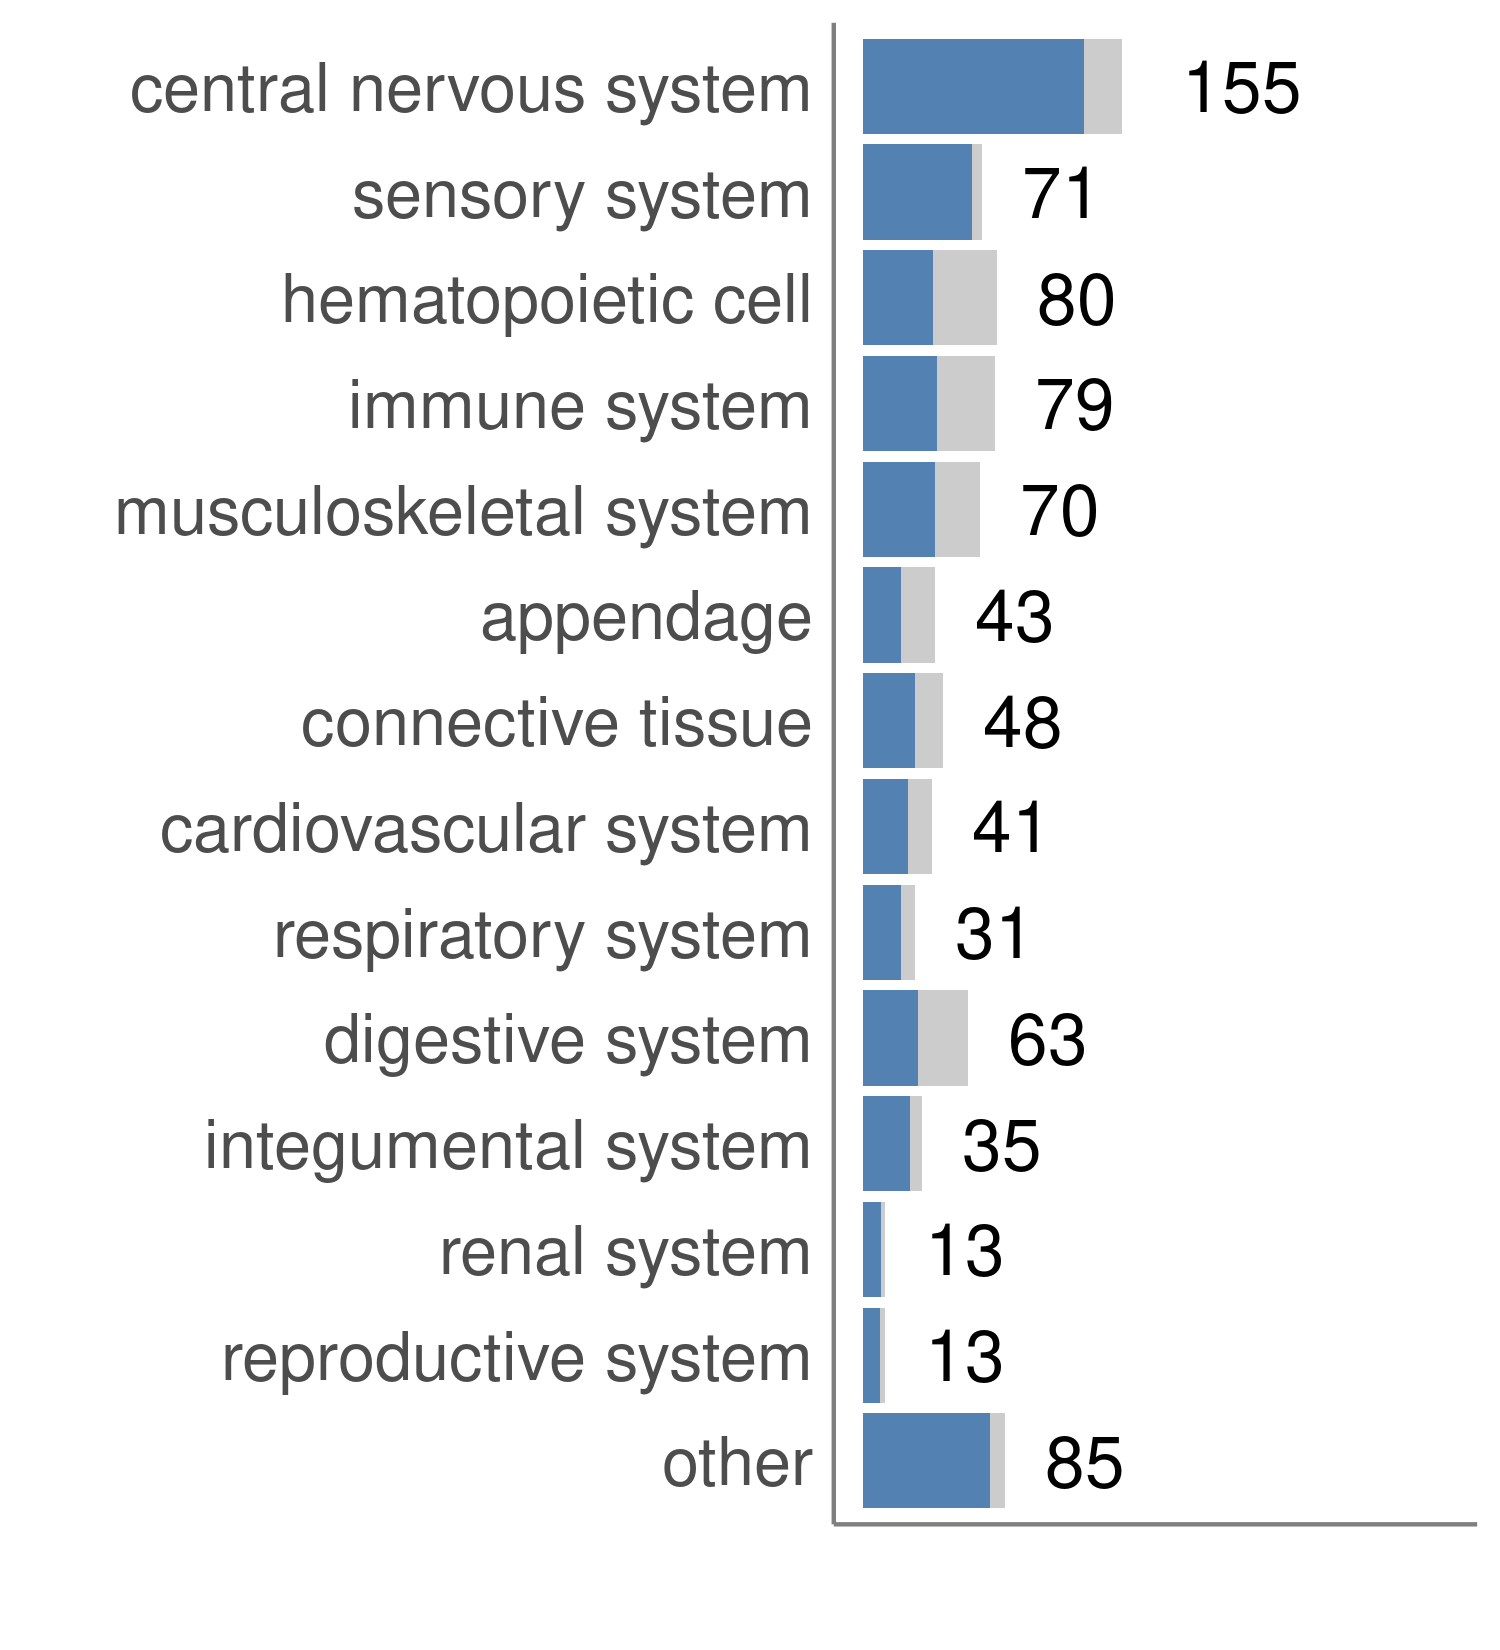 central nervous system 155
sensory system 71
hematopoietic cell 80
immune system 79
musculoskeletal system 70
appendage 43
connective tissue 48
cardiovascular system 41
respiratory system 31
digestive system 63
integumental system 35
renal system 13
reproductive system 13
other 85